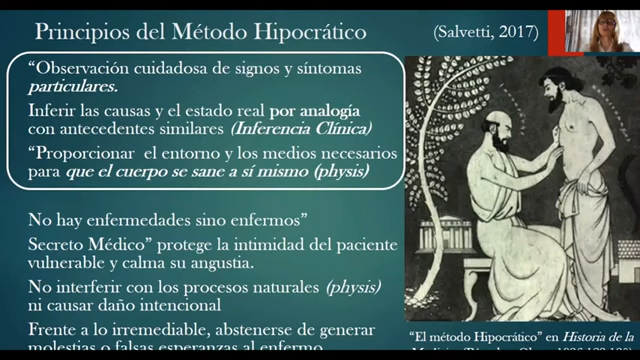 Principios del Método Hipocrático
(Salvetti, 2017)
“Observación cuidadosa de signos y síntomas
particulares.
Inferir las causas y el estado real por analogía
con antecedentes similares (Inferencia Clínica)
“Proporcionar el entorno y los medios necesarios
para que el cuerpo se sane a sí mismo (physis)
No hay enfermedades sino enfermos”
Secreto Médico” protege la intimidad del paciente
vulnerable y calma su angustia.
No interferir con los procesos naturales (physis)
ni causar daño intencional
Frente a lo irremediable, abstenerse de generar
molestias o falsas esperanzas al enfermo
“El método Hipocrático” en Historia de la